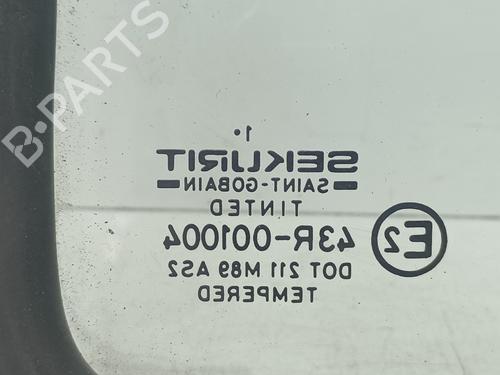 B-PARTS
1•
SEKURIT
SAINT-GOBAIN
TINTED
E2 43R-001004
DOT 211 M89 AS2
TEMPERED